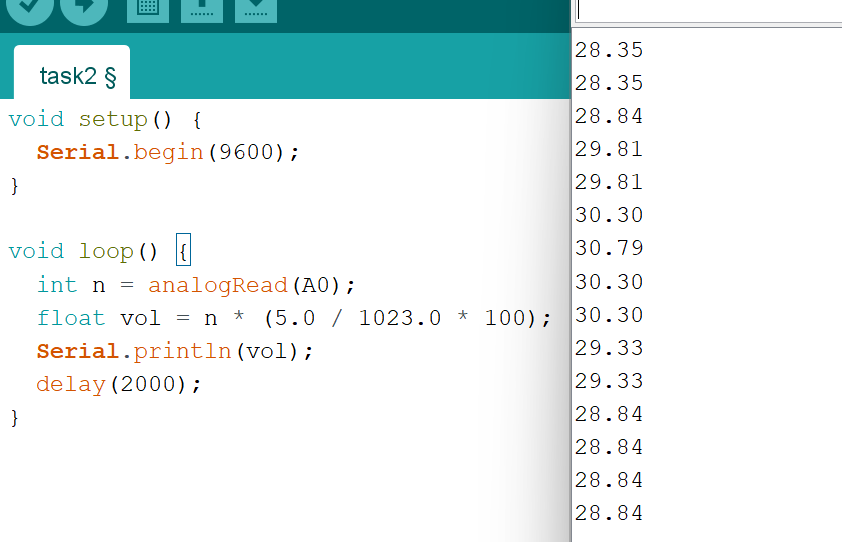 task2 §
void setup() {
  Serial.begin(9600);
}

void loop() {
  int n = analogRead(A0);
  float vol = n * (5.0 / 1023.0 * 100);
  Serial.println(vol);
  delay(2000);
}
28.35
28.35
28.84
29.81
29.81
30.30
30.79
30.30
30.30
29.33
29.33
28.84
28.84
28.84
28.84